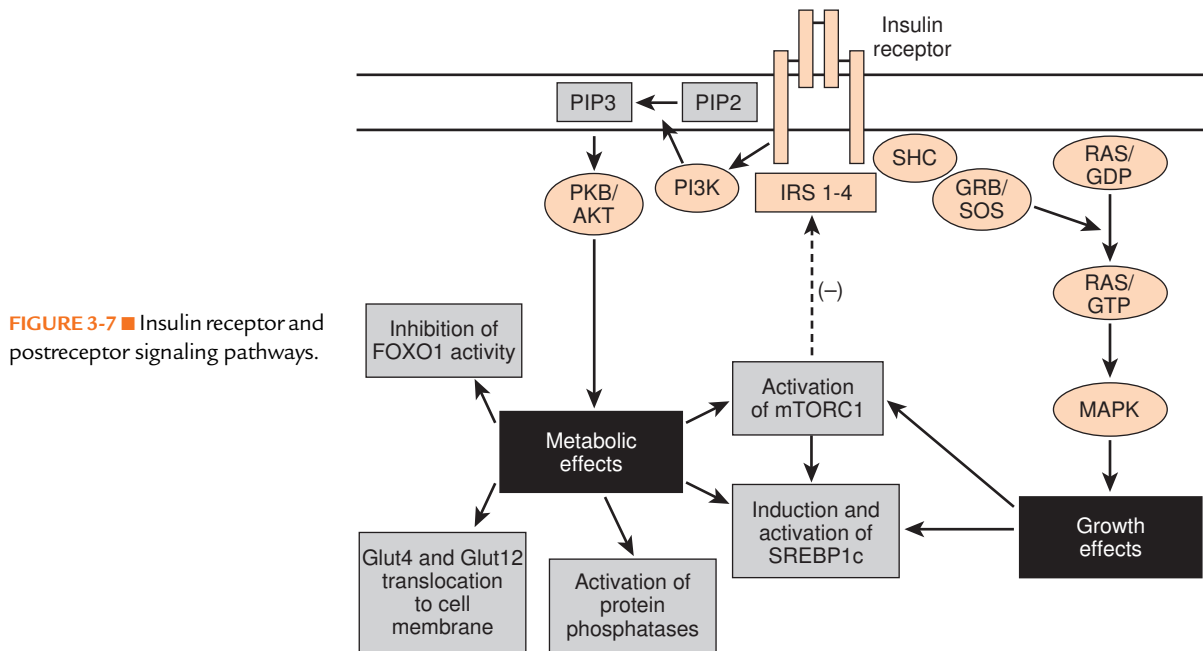 Insulin
receptor
PIP3
PIP2
SHC
RAS/
GDP
PKB/
AKT
PI3K
IRS 1-4
GRB/
SOS
(–)
RAS/
GTP
FIGURE 3-7 ■ Insulin receptor and
postreceptor signaling pathways.
Inhibition of
FOXO1 activity
Activation
of mTORC1
MAPK
Metabolic
effects
Induction and
activation of
SREBP1c
Growth
effects
Glut4 and Glut12
translocation
to cell
membrane
Activation of
protein
phosphatases